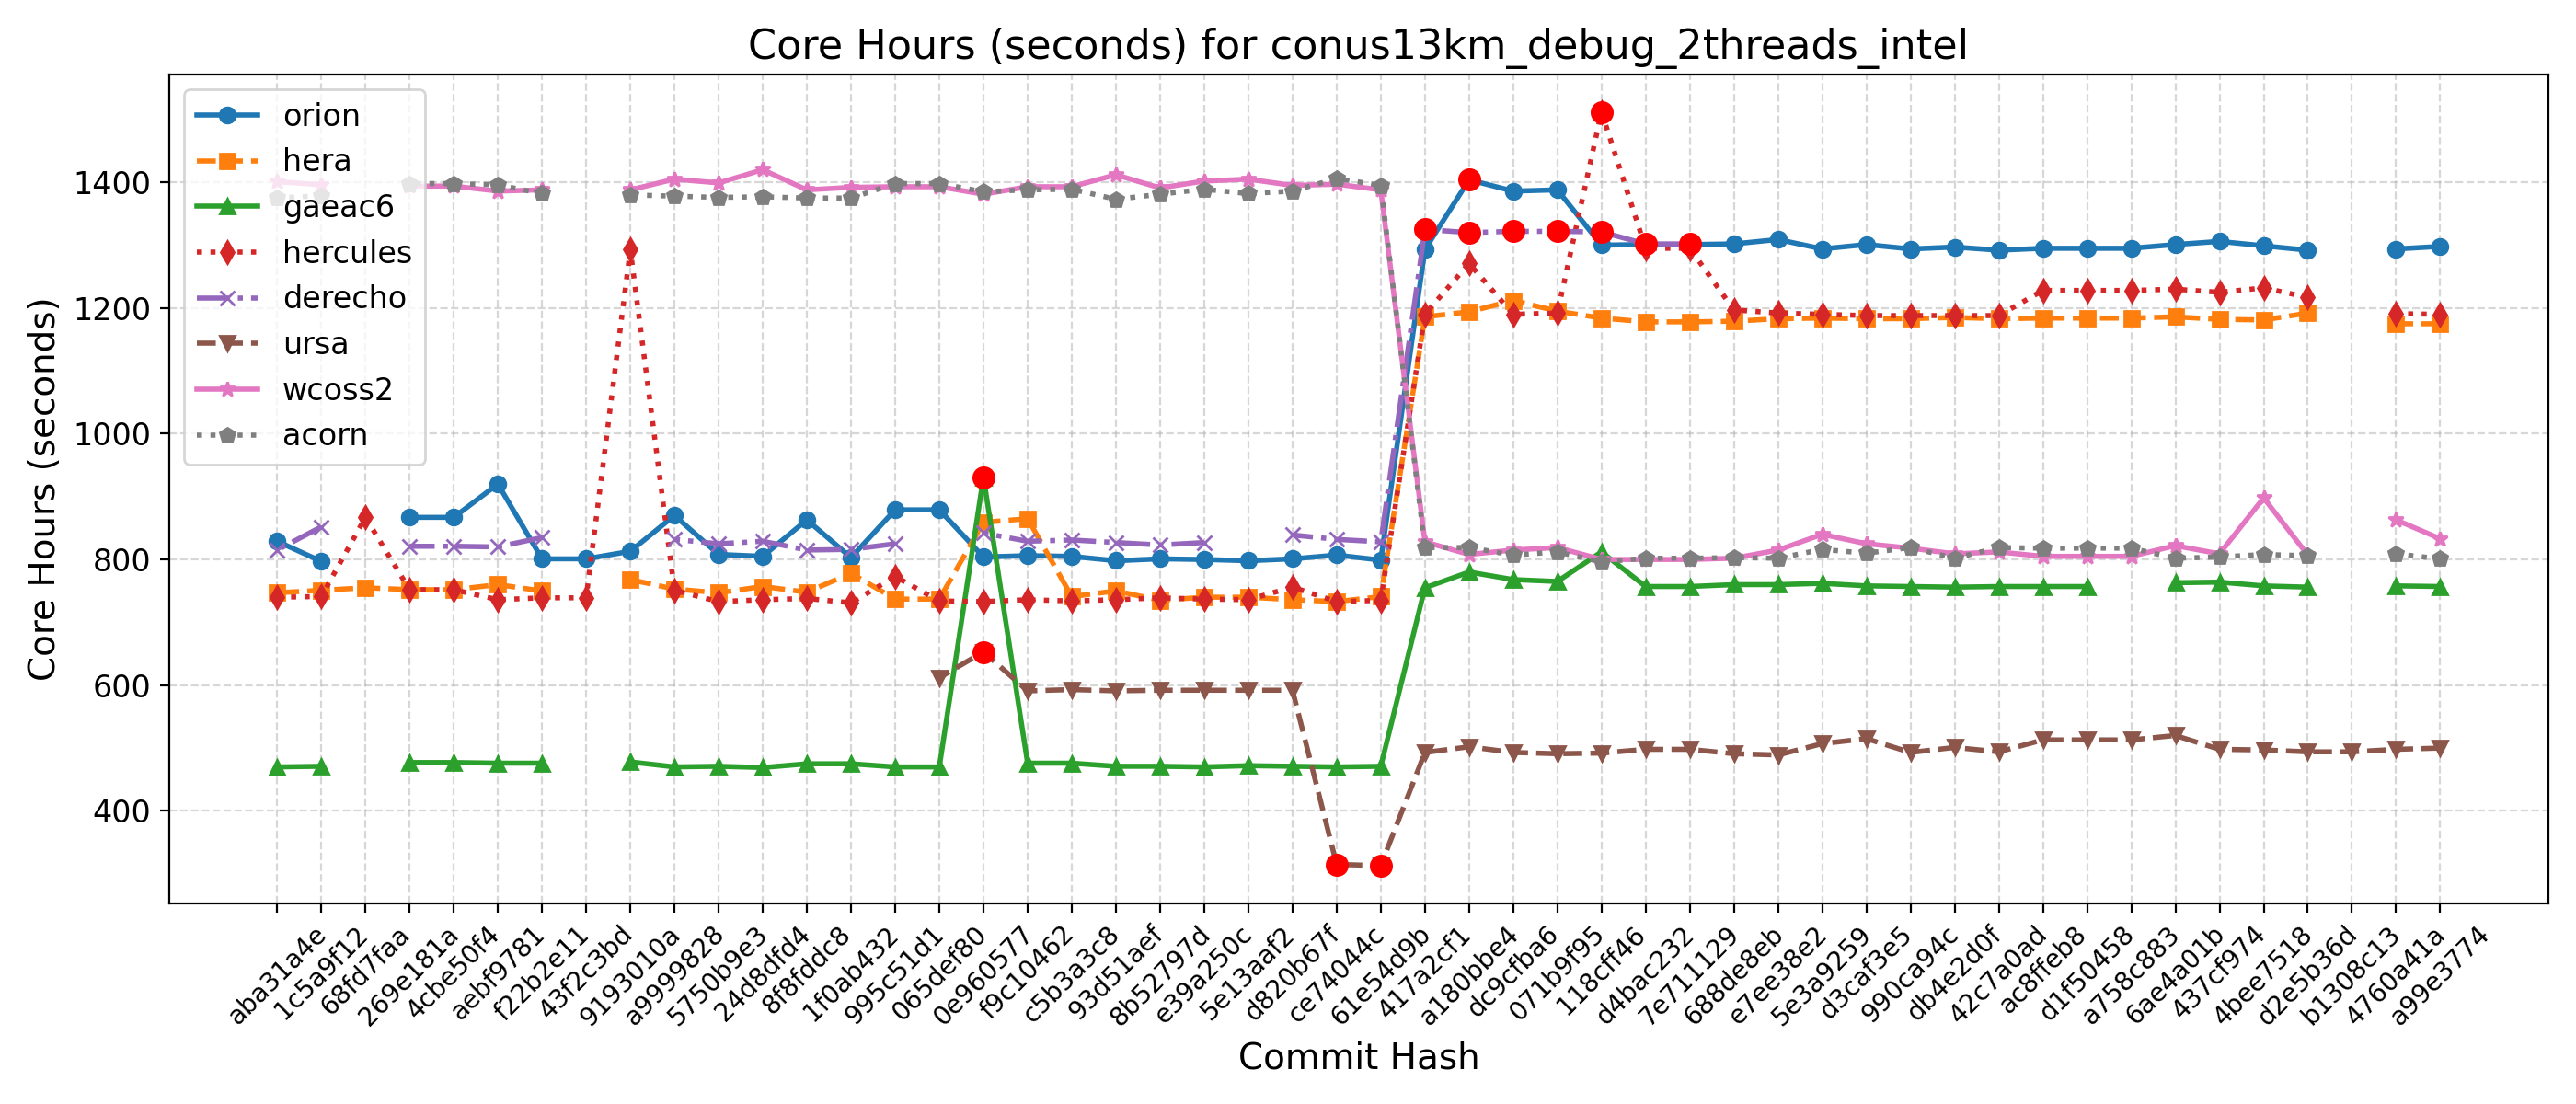 Core Hours (seconds) for conus13km_debug_2threads_intel
Core Hours (seconds)
1400
1200
1000
800
600
400
orion
hera
gaeac6
hercules
derecho
ursa
wcoss2
acorn
aba31a4e
1c5a9f12
68fd7faa
269e181a
4cbe50f4
aebf9781
f22b2e11
43f2c3bd
9193010a
a9999828
5750b9e3
24d8dfd4
8f8fddc8
1f0ab432
995c51d1
065def80
0e960577
f9c10462
c5b3a3c8
93d51aef
8b52797d
e39a250c
5e13aaf2
d820b67f
ce74044c
61e54d9b
417a2cf1
a180bbe4
dc9cfba6
071b9f95
118cff46
d4bac232
7e711129
688de8eb
e7ee38e2
5e3a9259
d3caf3e5
990ca94c
db4e2d0f
42c7a0ad
ac8ffeb8
d1f50458
a758c883
6ae4a01b
437cf974
4bee7518
d2e5b36d
b1308c13
4760a41a
a99e3774
Commit Hash